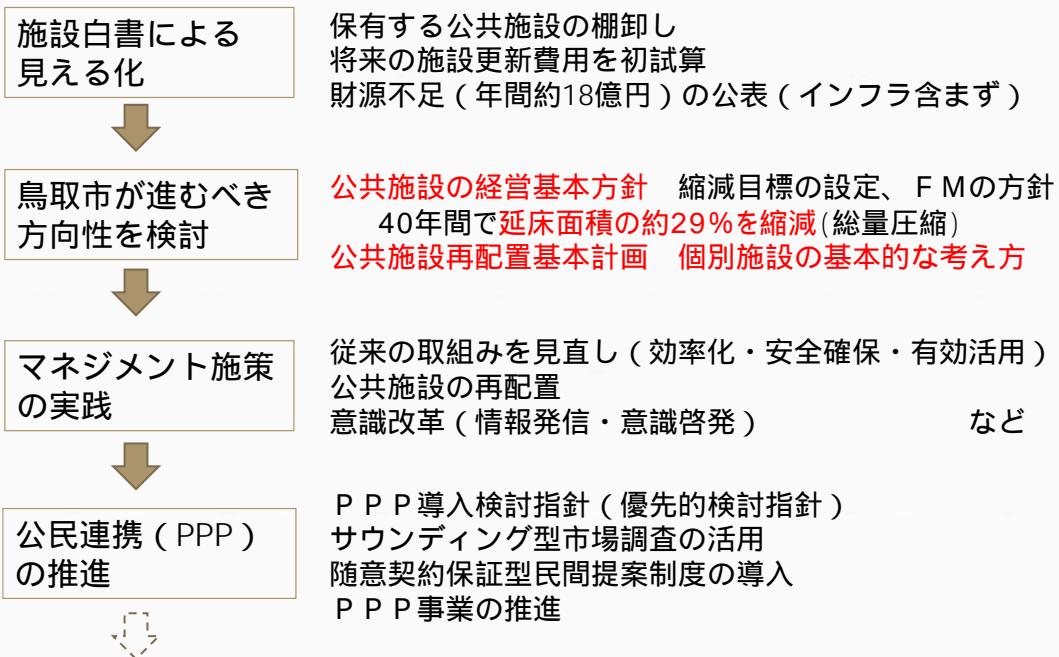 施設白書による
見える化
保有する公共施設の棚卸し
将来の施設更新費用を初試算
財源不足（年間約18億円）の公表（インフラ含まず）
鳥取市が進むべき
方向性を検討
公共施設の経営基本方針　縮減目標の設定、ＦＭの方針
40年間で延床面積の約29％を縮減(総量圧縮)
公共施設再配置基本計画　個別施設の基本的な考え方
マネジメント施策
の実践
従来の取組みを見直し（効率化・安全確保・有効活用）
公共施設の再配置
意識改革（情報発信・意識啓発）　など
公民連携（PPP）
の推進
ＰＰＰ導入検討指針（優先的検討指針）
サウンディング型市場調査の活用
随意契約保証型民間提案制度の導入
ＰＰＰ事業の推進